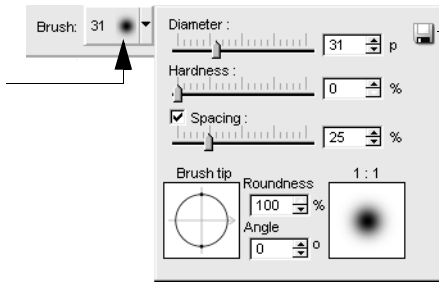 Brush: 31
Diameter :
31 p
Hardness :
0 %
Spacing :
25 %
Brush tip
1 : 1
Roundness
100 %
Angle
0 °